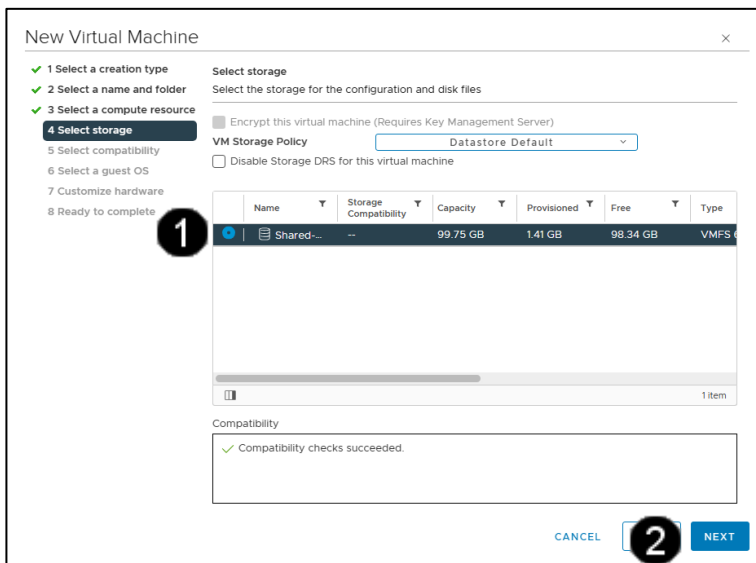 New Virtual Machine
1 Select a creation type
2 Select a name and folder
3 Select a compute resource
4 Select storage
5 Select compatibility
6 Select a guest OS
7 Customize hardware
8 Ready to complete
Select storage
Select the storage for the configuration and disk files
Encrypt this virtual machine (Requires Key Management Server)
VM Storage Policy Datastore Default
Disable Storage DRS for this virtual machine
Name Storage Compatibility Capacity Provisioned Free Type
1
Shared-... -- 99.75 GB 1.41 GB 98.34 GB VMFS 6
1 item
Compatibility
Compatibility checks succeeded.
CANCEL 2 NEXT